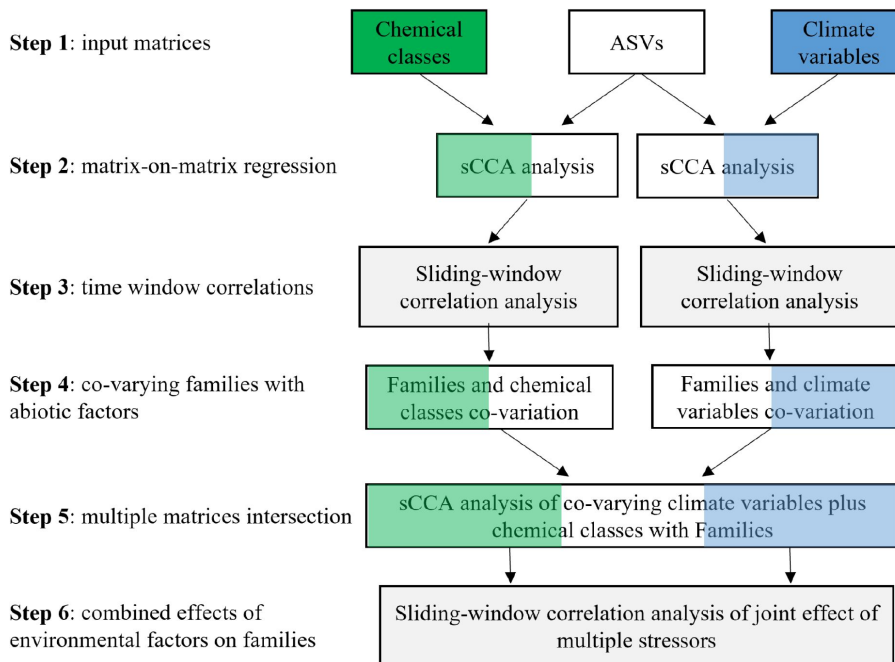 Step 1: input matrices
Chemical
classes
ASVs
Climate
variables
Step 2: matrix-on-matrix regression
sCCA analysis
sCCA analysis
Step 3: time window correlations
Sliding-window
correlation analysis
Sliding-window
correlation analysis
Step 4: co-varying families with
abiotic factors
Families and chemical
classes co-variation
Families and climate
variables co-variation
Step 5: multiple matrices intersection
sCCA analysis of co-varying climate variables plus
chemical classes with Families
Step 6: combined effects of
environmental factors on families
Sliding-window correlation analysis of joint effect of
multiple stressors